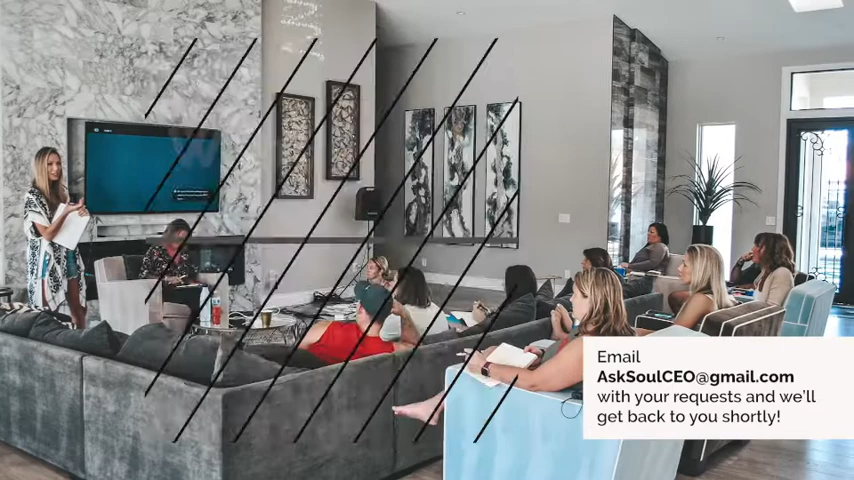 Email
AskSoulCEO@gmail.com
with your requests and we'll
get back to you shortly!